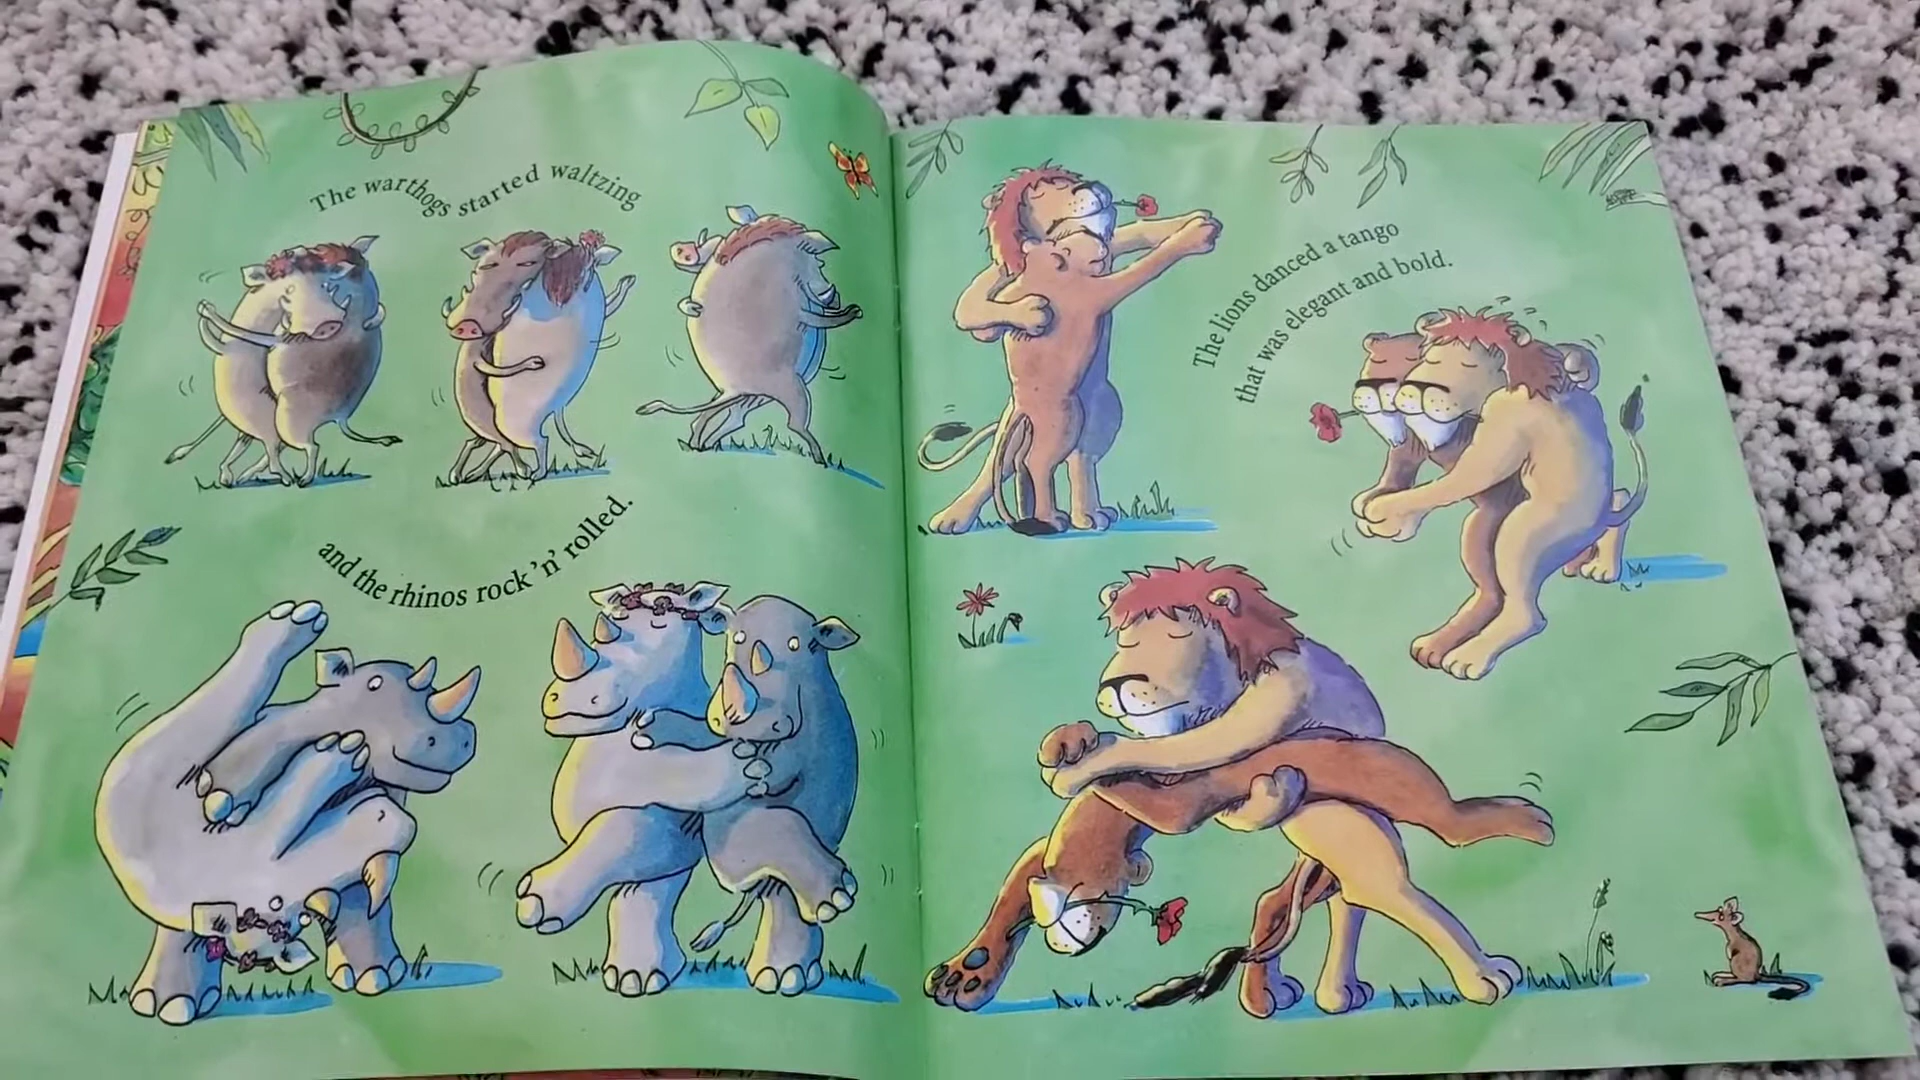 The warthogs started waltzing
and the rhinos rock'n'rolled.
The lions danced a tango
that was elegant and bold.